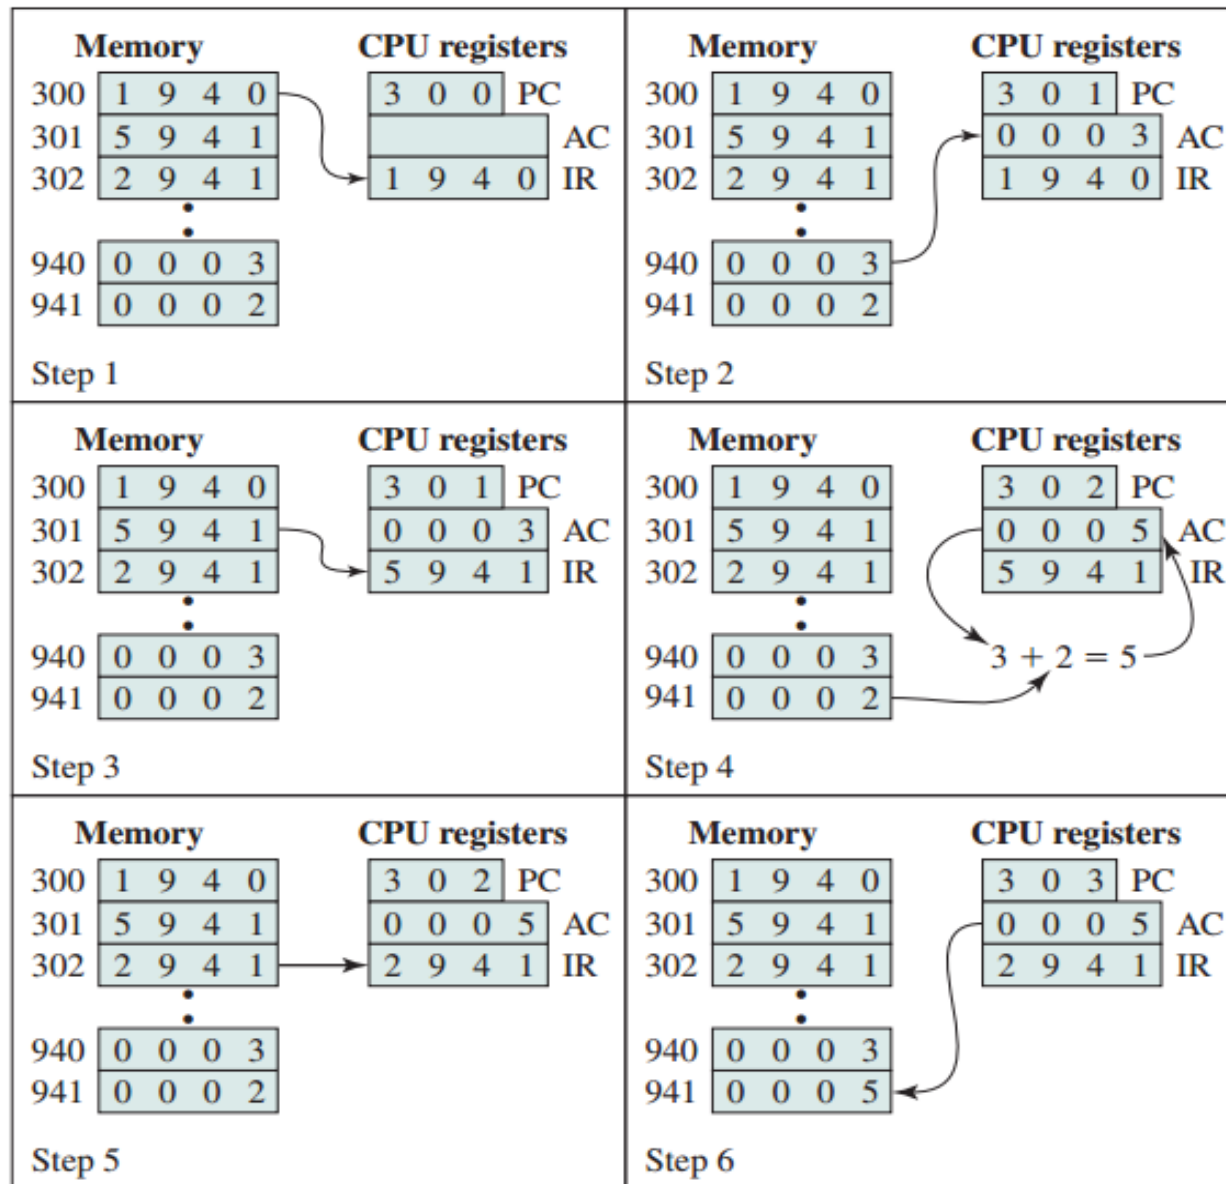 Memory CPU registers
300 1 9 4 0 3 0 0 PC
301 5 9 4 1 AC
302 2 9 4 1 1 9 4 0 IR
940 0 0 0 3
941 0 0 0 2
Step 1
Memory CPU registers
300 1 9 4 0 3 0 1 PC
301 5 9 4 1 0 0 0 3 AC
302 2 9 4 1 1 9 4 0 IR
940 0 0 0 3
941 0 0 0 2
Step 2
Memory CPU registers
300 1 9 4 0 3 0 1 PC
301 5 9 4 1 0 0 0 3 AC
302 2 9 4 1 5 9 4 1 IR
940 0 0 0 3
941 0 0 0 2
Step 3
Memory CPU registers
300 1 9 4 0 3 0 2 PC
301 5 9 4 1 0 0 0 5 AC
302 2 9 4 1 5 9 4 1 IR
940 0 0 0 3 3 + 2 = 5
941 0 0 0 2
Step 4
Memory CPU registers
300 1 9 4 0 3 0 2 PC
301 5 9 4 1 0 0 0 5 AC
302 2 9 4 1 2 9 4 1 IR
940 0 0 0 3
941 0 0 0 2
Step 5
Memory CPU registers
300 1 9 4 0 3 0 3 PC
301 5 9 4 1 0 0 0 5 AC
302 2 9 4 1 2 9 4 1 IR
940 0 0 0 3
941 0 0 0 5
Step 6